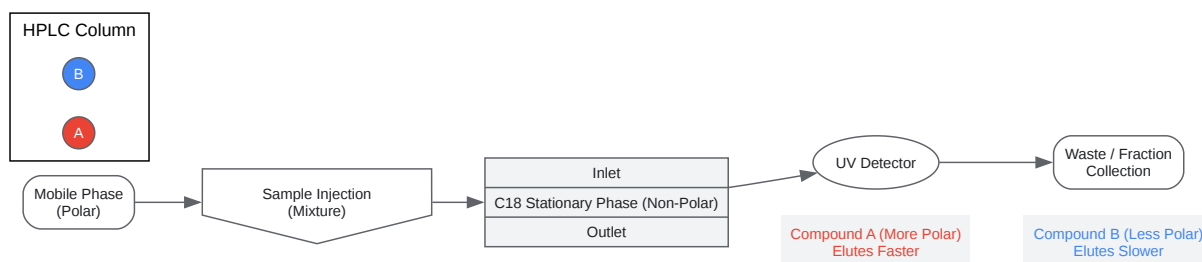 HPLC Column
B
A
Mobile Phase
(Polar)
Sample Injection
(Mixture)
Inlet
C18 Stationary Phase (Non-Polar)
Outlet
UV Detector
Waste / Fraction
Collection
Compound A (More Polar)
Elutes Faster
Compound B (Less Polar)
Elutes Slower